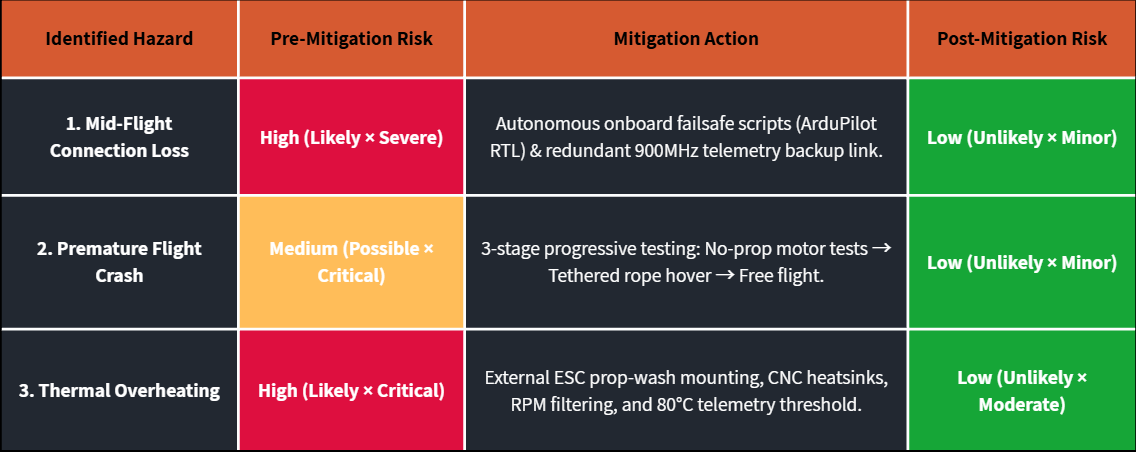 Identified Hazard
Pre-Mitigation Risk
Mitigation Action
Post-Mitigation Risk
1. Mid-Flight
Connection Loss
High (Likely × Severe)
Autonomous onboard failsafe scripts (ArduPilot
RTL) & redundant 900MHz telemetry backup link.
Low (Unlikely × Minor)
2. Premature Flight
Crash
Medium (Possible ×
Critical)
3-stage progressive testing: No-prop motor tests →
Tethered rope hover → Free flight.
Low (Unlikely × Minor)
3. Thermal Overheating
High (Likely × Critical)
External ESC prop-wash mounting, CNC heatsinks,
RPM filtering, and 80°C telemetry threshold.
Low (Unlikely ×
Moderate)